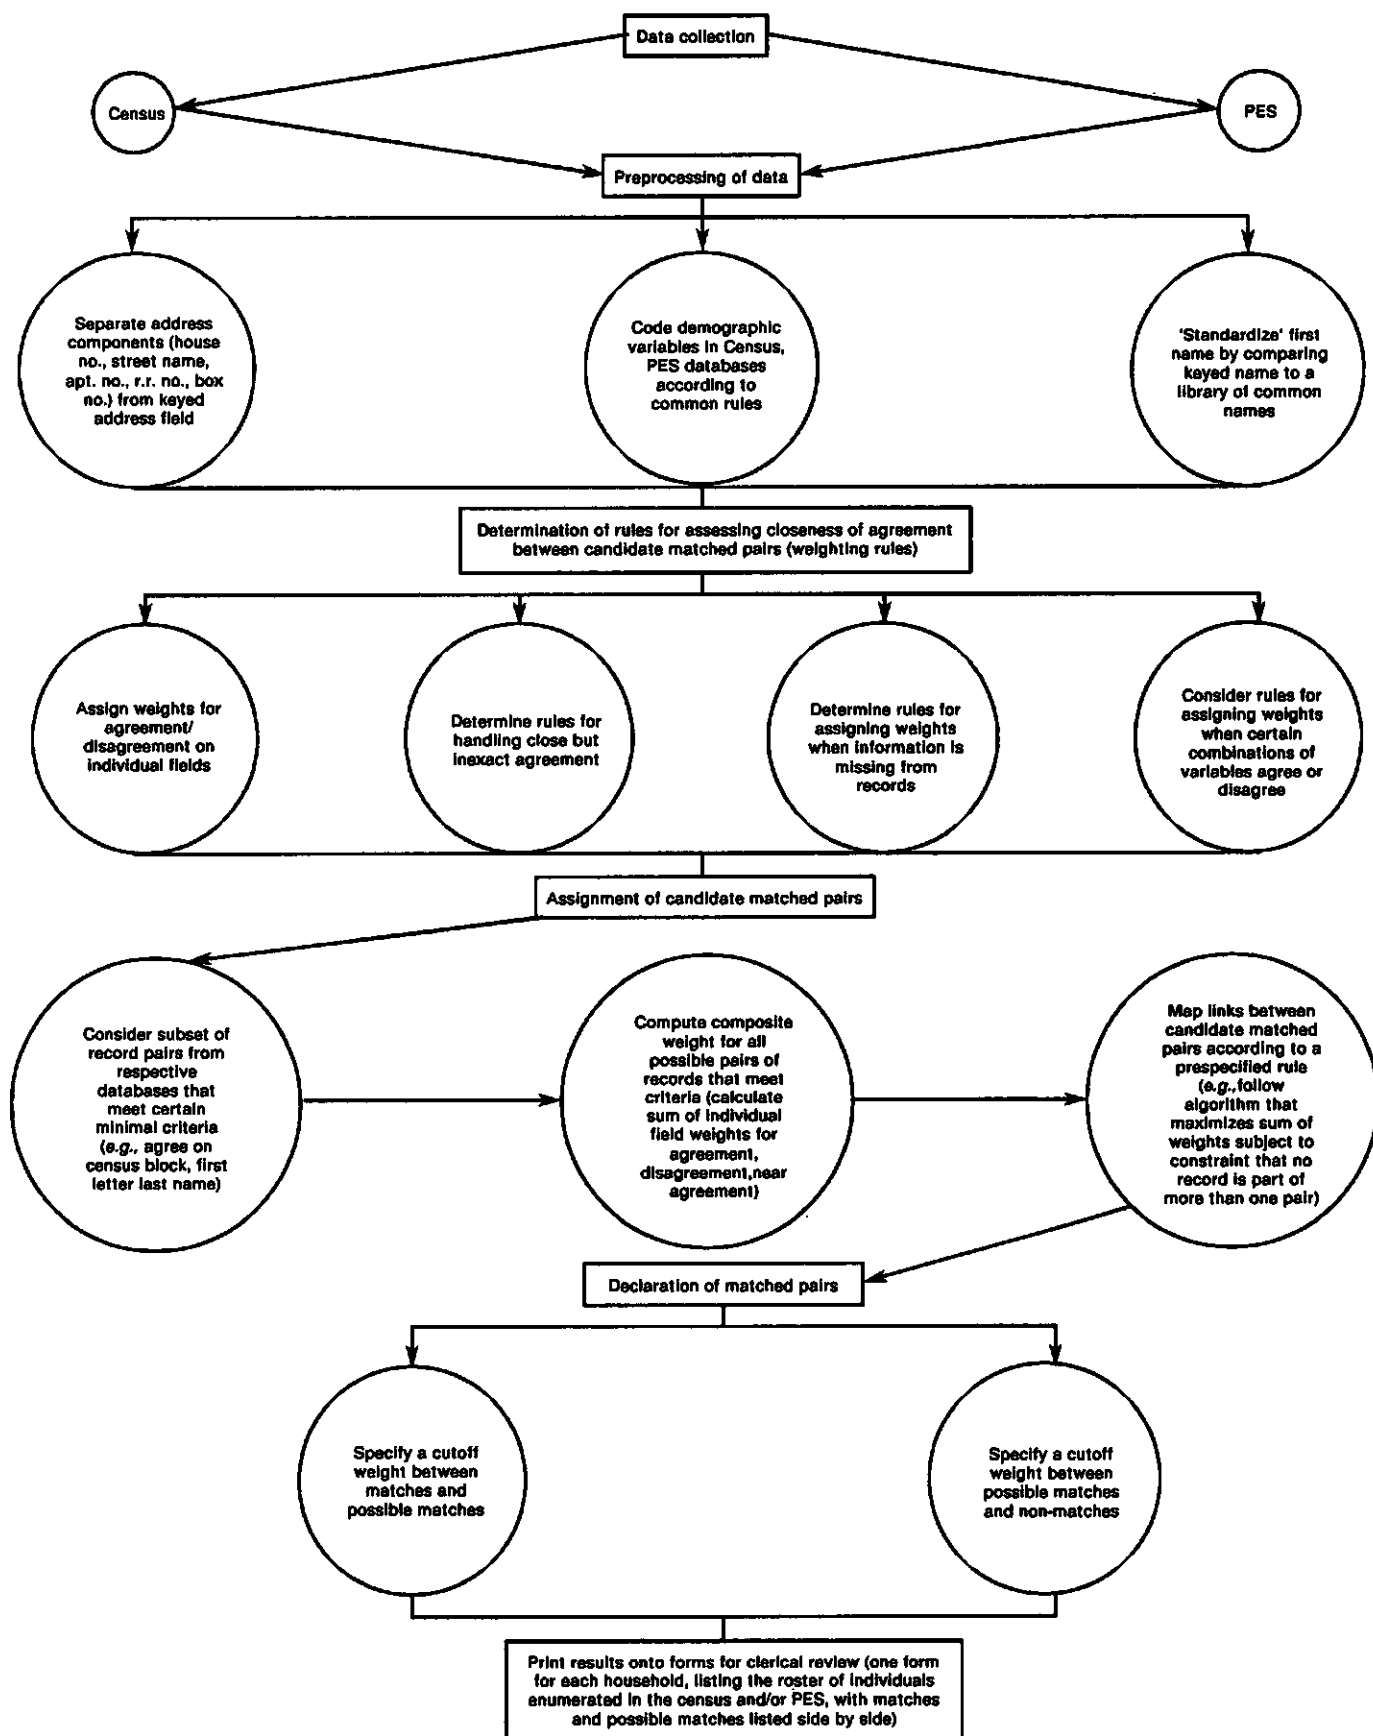 Data collection
Census
PES
Preprocessing of data
Separate address
components (house
no., street name,
apt. no., r.r. no., box
no.) from keyed
address field
Code demographic
variables in Census,
PES databases
according to
common rules
'Standardize' first
name by comparing
keyed name to a
library of common
names
Determination of rules for assessing closeness of agreement
between candidate matched pairs (weighting rules)
Assign weights for
agreement/
disagreement on
individual fields
Determine rules for
handling close but
inexact agreement
Determine rules for
assigning weights
when information is
missing from
records
Consider rules for
assigning weights
when certain
combinations of
variables agree or
disagree
Assignment of candidate matched pairs
Consider subset of
record pairs from
respective
databases that
meet certain
minimal criteria
(e.g., agree on
census block, first
letter last name)
Compute composite
weight for all
possible pairs of
records that meet
criteria (calculate
sum of individual
field weights for
agreement,
disagreement,near
agreement)
Map links between
candidate matched
pairs according to a
prespecified rule
(e.g.,follow
algorithm that
maximizes sum of
weights subject to
constraint that no
record is part of
more than one pair)
Declaration of matched pairs
Specify a cutoff
weight between
matches and
possible matches
Specify a cutoff
weight between
possible matches
and non-matches
Print results onto forms for clerical review (one form
for each household, listing the roster of individuals
enumerated in the census and/or PES, with matches
and possible matches listed side by side)